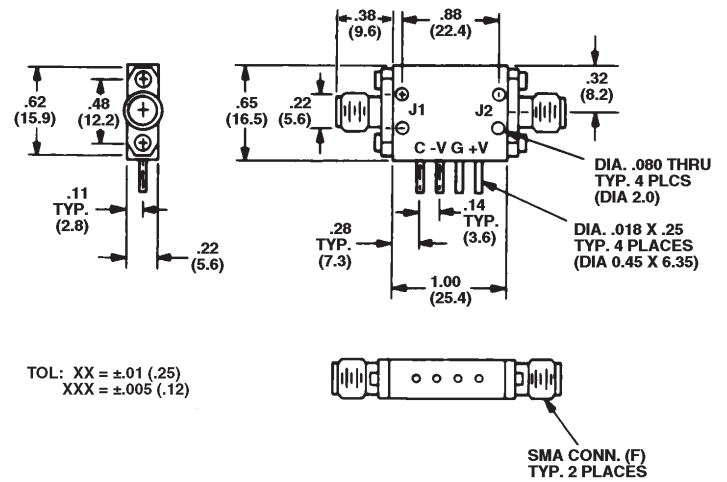 .38
(9.6)
.88
(22.4)
.62
(15.9)
.48
(12.2)
.65
(16.5)
.22
(5.6)
.32
(8.2)
J1
J2
C -V G +V
.11
TYP.
(2.8)
.22
(5.6)
.28
TYP.
(7.3)
.14
TYP.
(3.6)
1.00
(25.4)
DIA. .080 THRU
TYP. 4 PLCS
(DIA 2.0)
DIA. .018 X .25
TYP. 4 PLACES
(DIA 0.45 X 6.35)
TOL: XX = ±.01 (.25)
XXX = ±.005 (.12)
SMA CONN. (F)
TYP. 2 PLACES